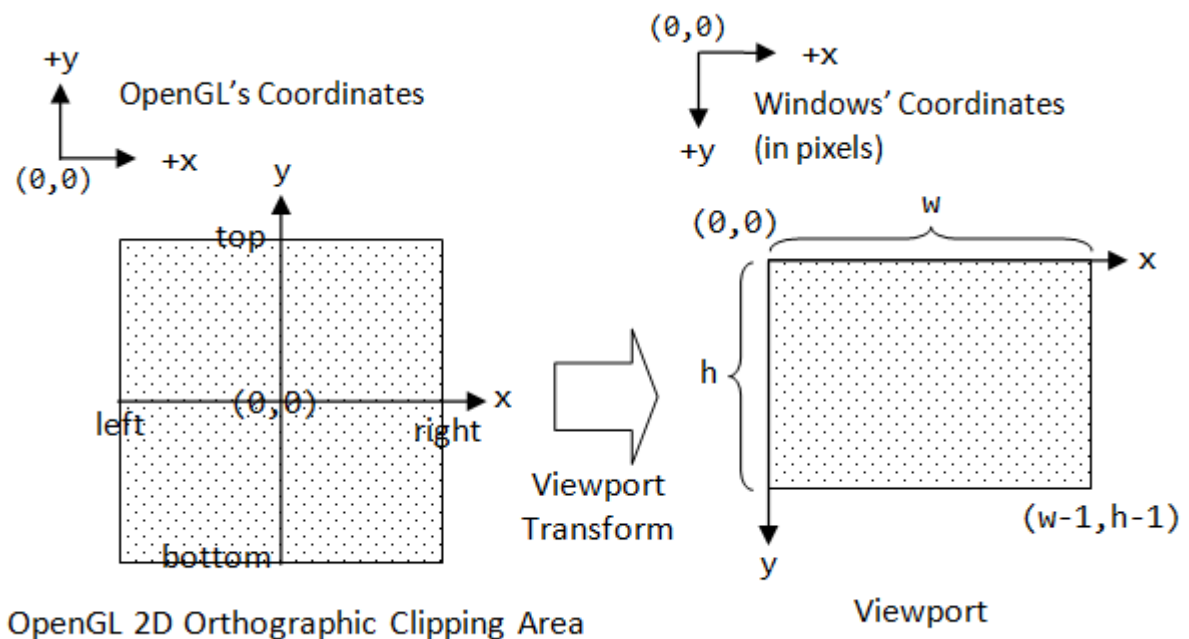 +y
OpenGL's Coordinates
(0,0)
+x
(0,0)
+x
Windows' Coordinates
+y
(in pixels)
y
top
(0,0)
x
left
right
bottom
OpenGL 2D Orthographic Clipping Area
Viewport
Transform
(0,0)
w
x
h
(w-1,h-1)
y
Viewport